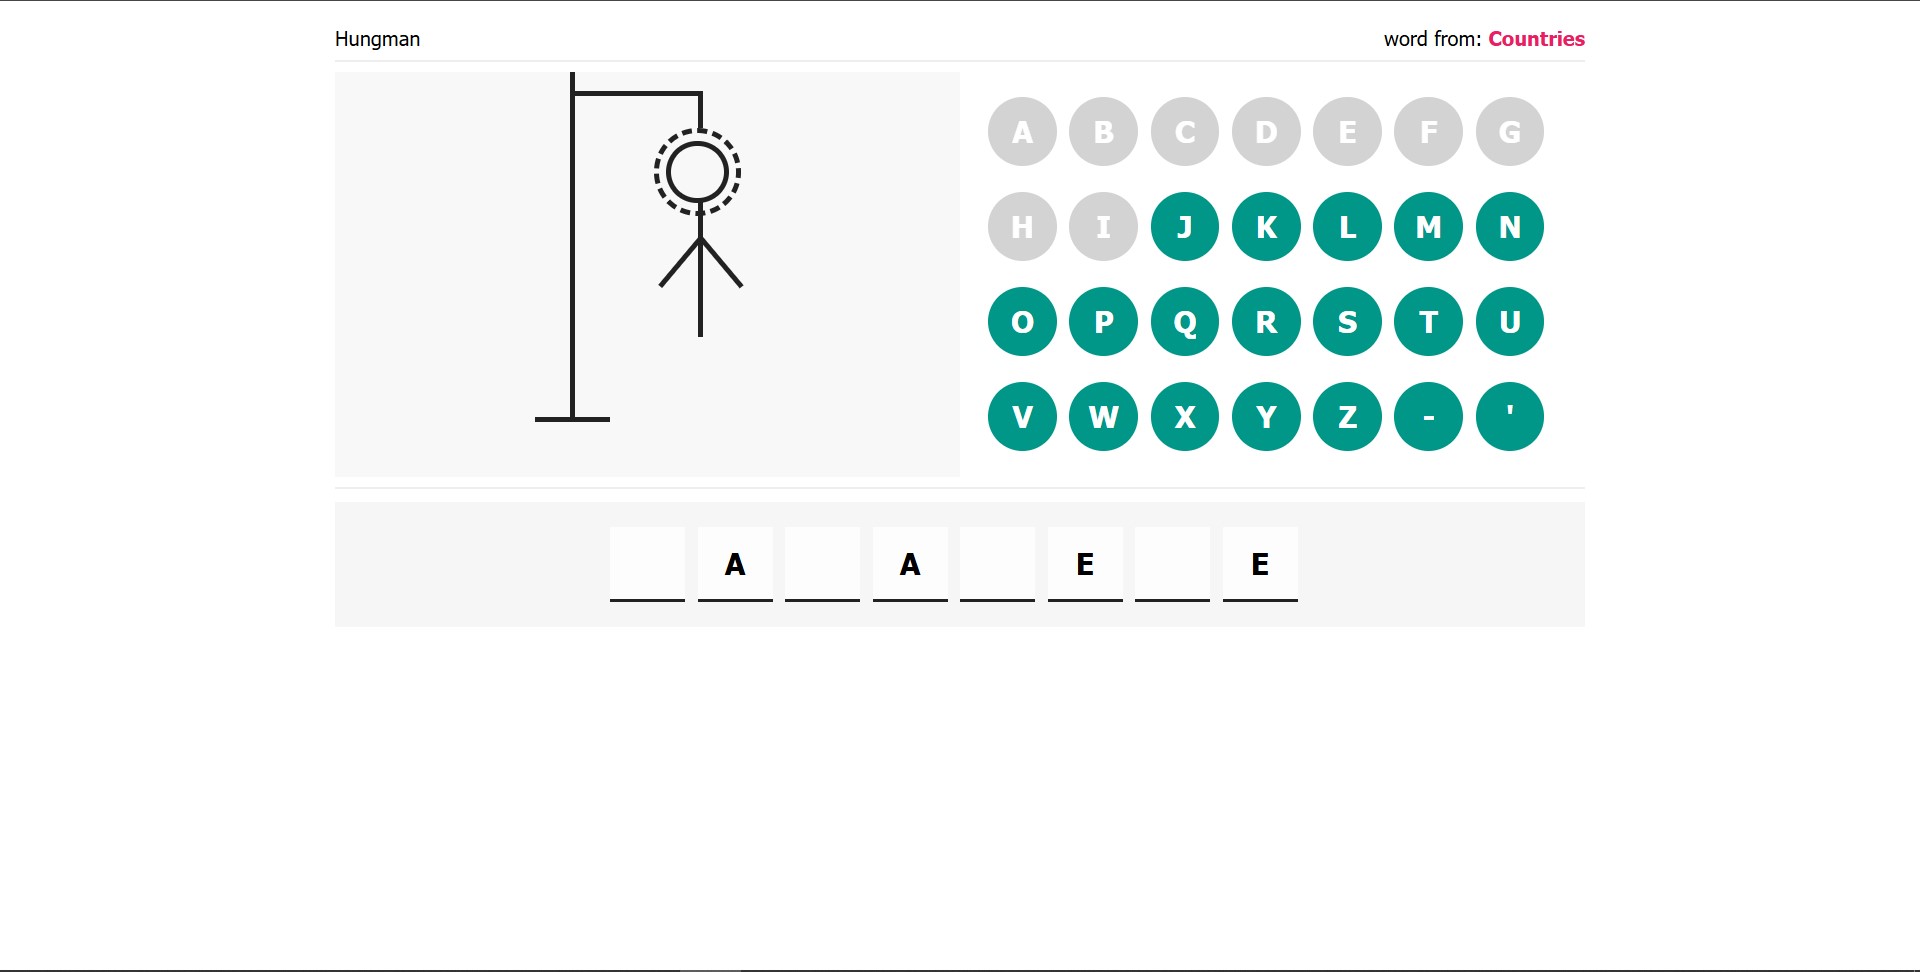 Hungman
word from: Countries
A B C D E F G
H I J K L M N
O P Q R S T U
V W X Y Z - '
A A E E